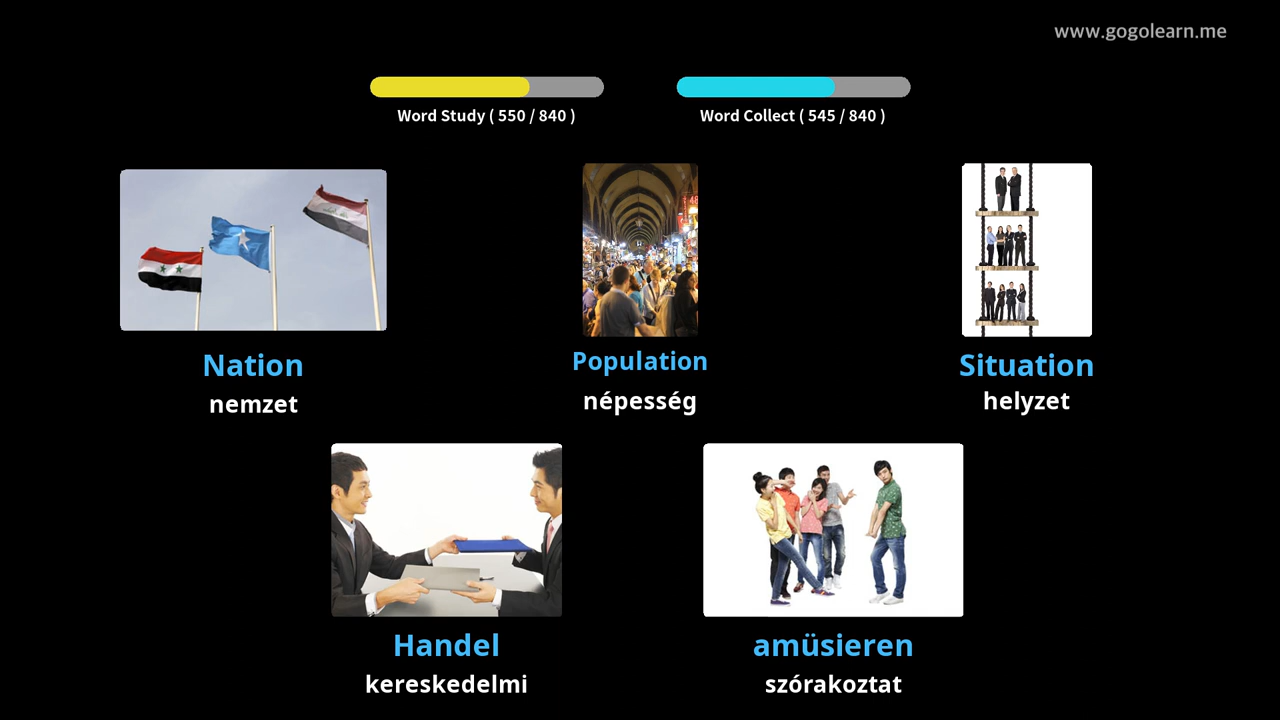 www.gogolearn.me
Word Study ( 550 / 840 )
Word Collect ( 545 / 840 )
Nation
nemzet
Population
népesség
Situation
helyzet
Handel
kereskedelmi
amüsieren
szórakoztat